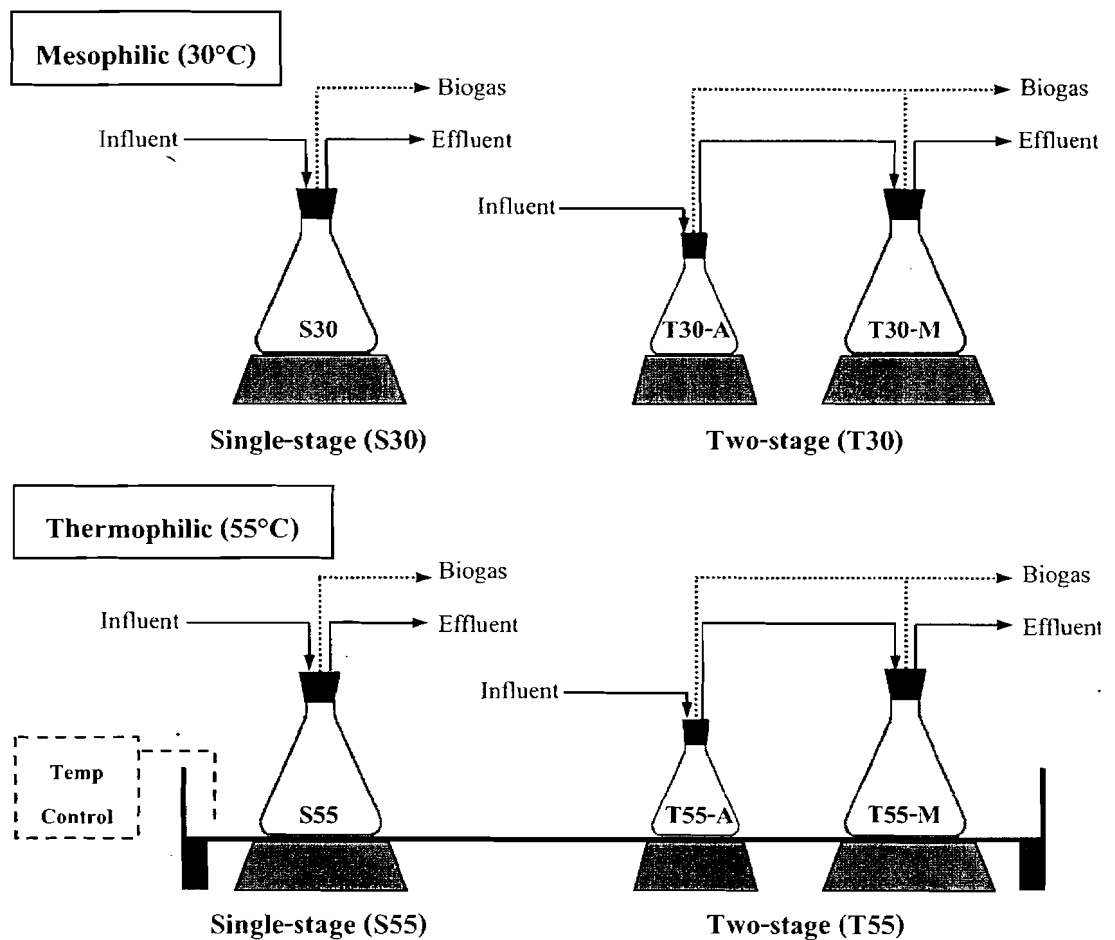 Mesophilic (30°C)
Biogas
Influent
Effluent
S30
Single-stage (S30)
Biogas
Effluent
Influent
T30-A
T30-M
Two-stage (T30)
Thermophilic (55°C)
Biogas
Influent
Effluent
Temp
Control
S55
Single-stage (S55)
Biogas
Effluent
Influent
T55-A
T55-M
Two-stage (T55)